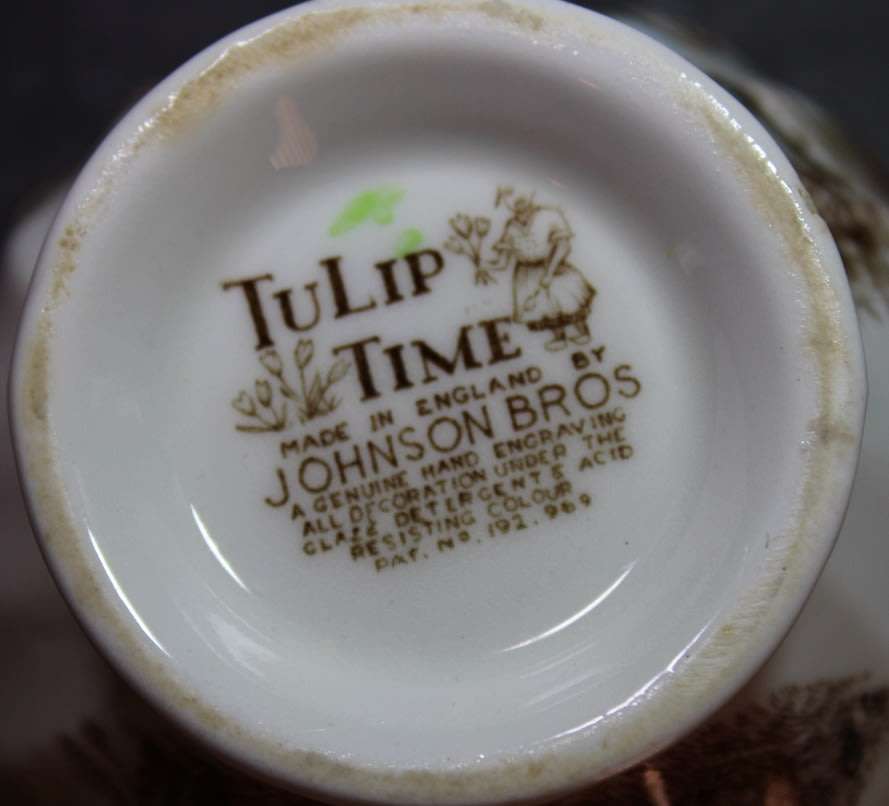 TULIP
TIME
MADE IN ENGLAND BY
JOHNSON BROS
A GENUINE HAND ENGRAVING
ALL DECORATION UNDER THE
GLAZE DETERGENT & ACID
RESISTING COLOUR
PAT. NO. 192.969